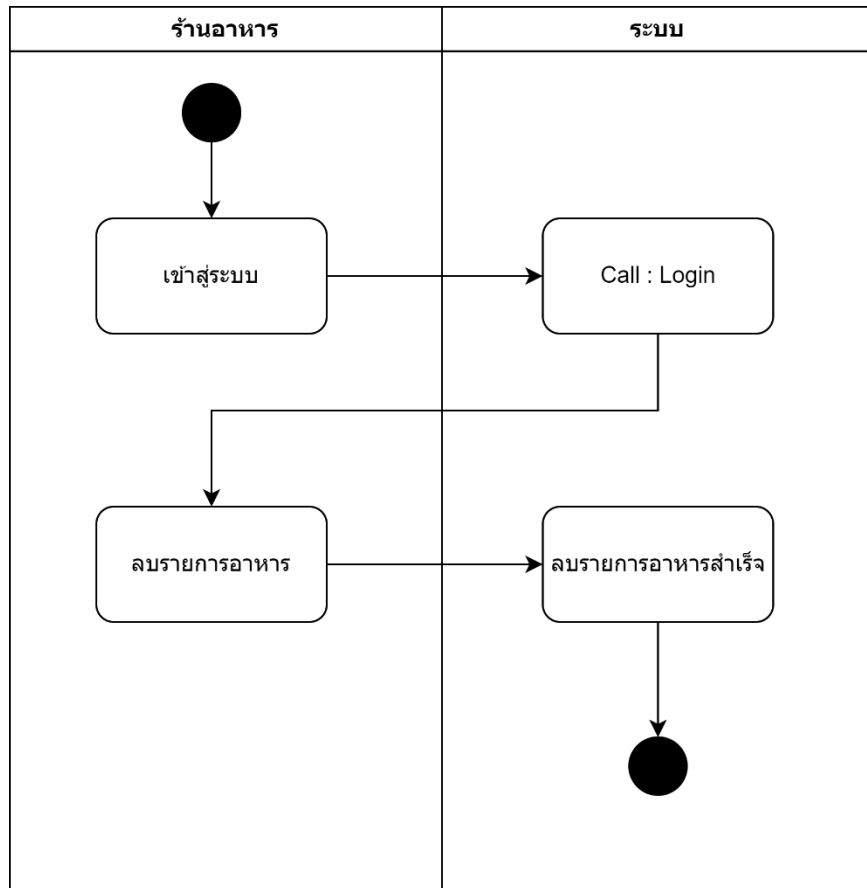 ร้านอาหาร
ระบบ
เข้าสู่ระบบ
Call : Login
ลบรายการอาหาร
ลบรายการอาหารสำเร็จ